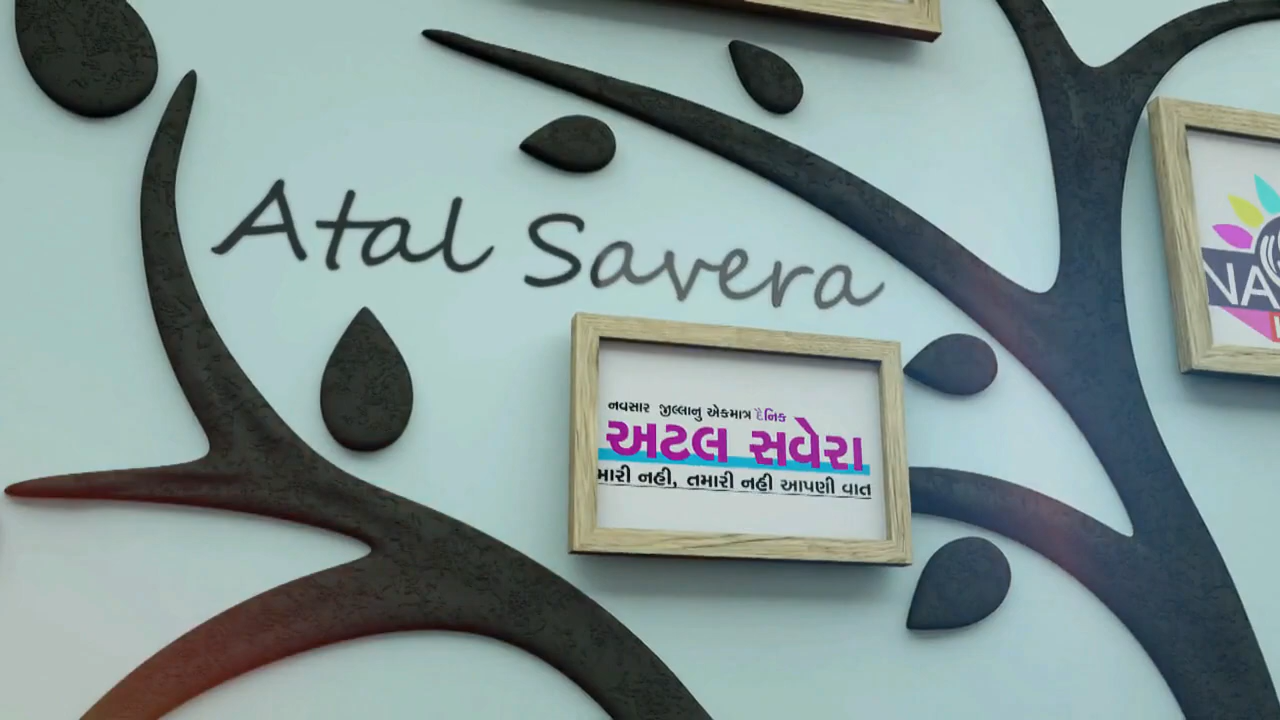 Atal Savera
નવસાર જીલ્લાનુ એકમાત્ર દૈનિક
અટલ સવેરા
મારી નહી, તમારી નહી આપણી વાત